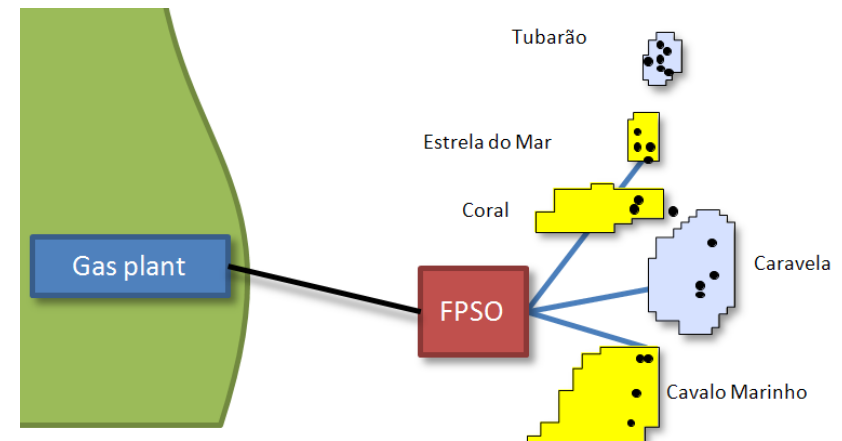 Tubarão
Estrela do Mar
Coral
Caravela
Gas plant
FPSO
Cavalo Marinho